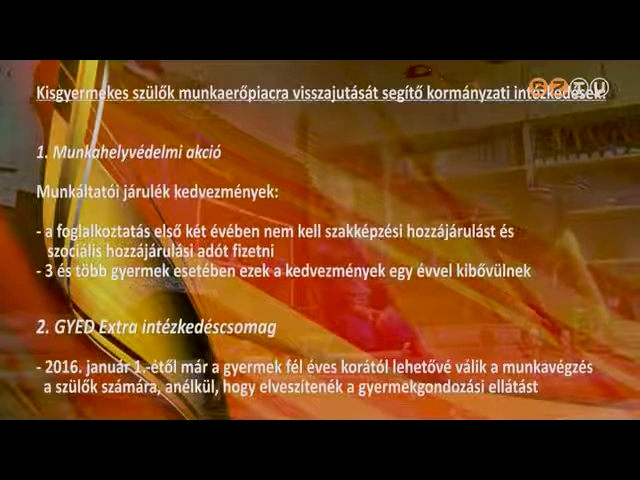 Kisgyermekes szülők munkaerőpiacra visszajutását segítő kormányzati intézkedések:
1. Munkahelyvédelmi akció
Munkáltatói járulék kedvezmények:
- a foglalkoztatás első két évében nem kell szakképzési hozzájárulást és
szociális hozzájárulási adót fizetni
- 3 és több gyermek esetében ezek a kedvezmények egy évvel kibővülnek
2. GYED Extra intézkedéscsomag
- 2016. január 1.-étől már a gyermek fél éves korától lehetővé válik a munkavégzés
a szülők számára, anélkül, hogy elveszítenék a gyermekgondozási ellátást